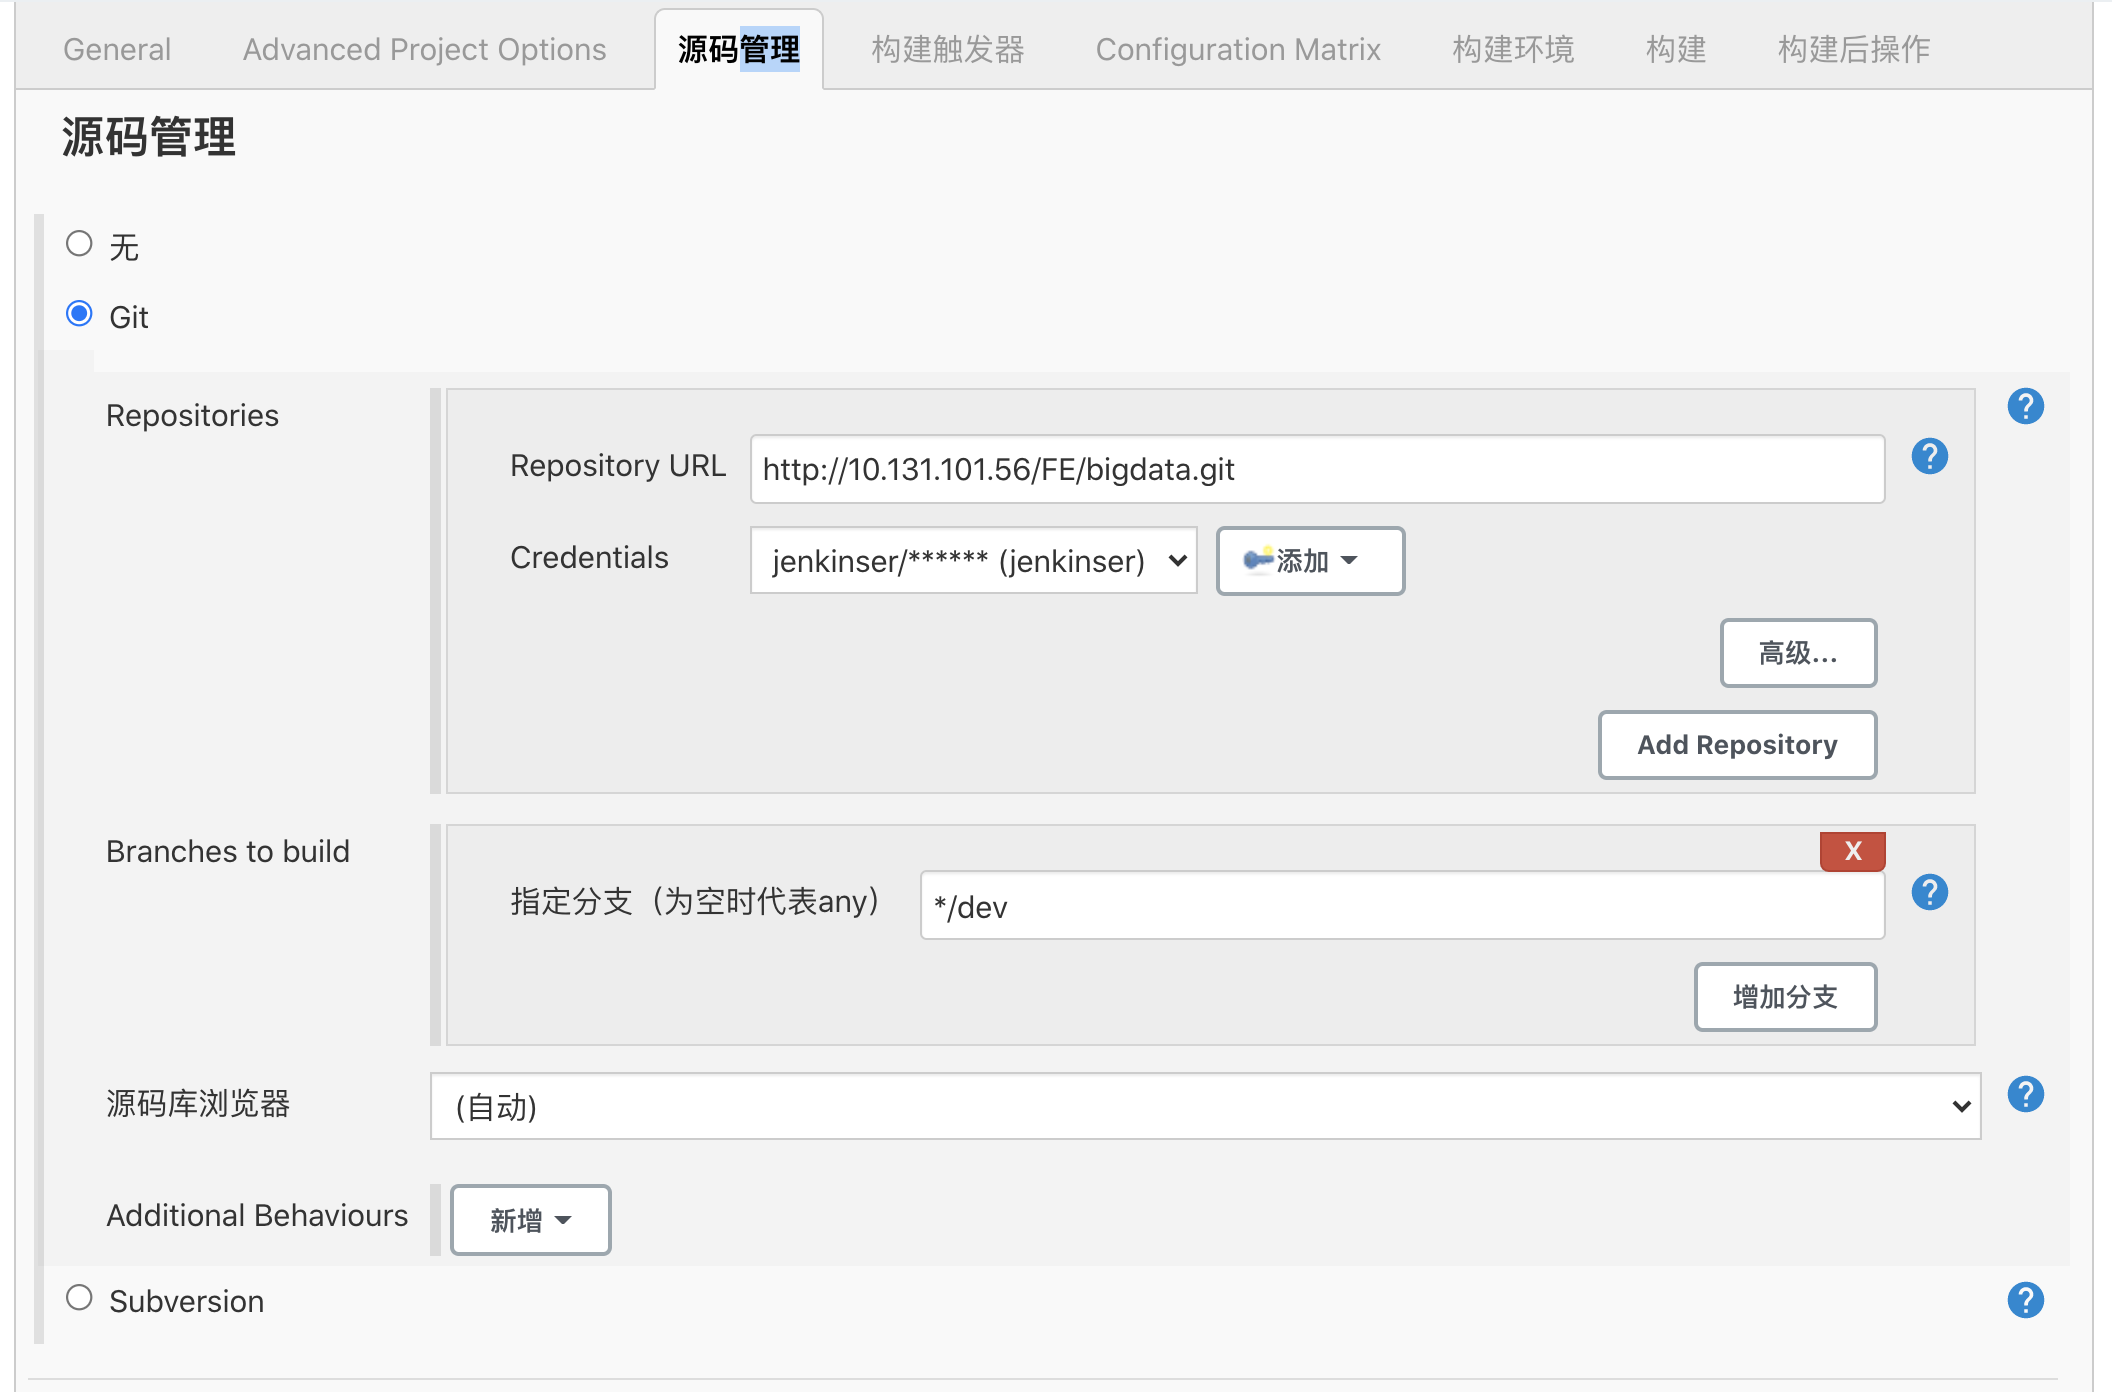 General Advanced Project Options 源码管理 构建触发器 Configuration Matrix 构建环境 构建 构建后操作
源码管理
无
Git
Repositories
?
Repository URL http://10.131.101.56/FE/bigdata.git ?
Credentials jenkinser/****** (jenkinser) 添加
高级...
Add Repository
Branches to build
X
指定分支（为空时代表any） */dev ?
增加分支
源码库浏览器 (自动) ?
Additional Behaviours 新增
Subversion ?